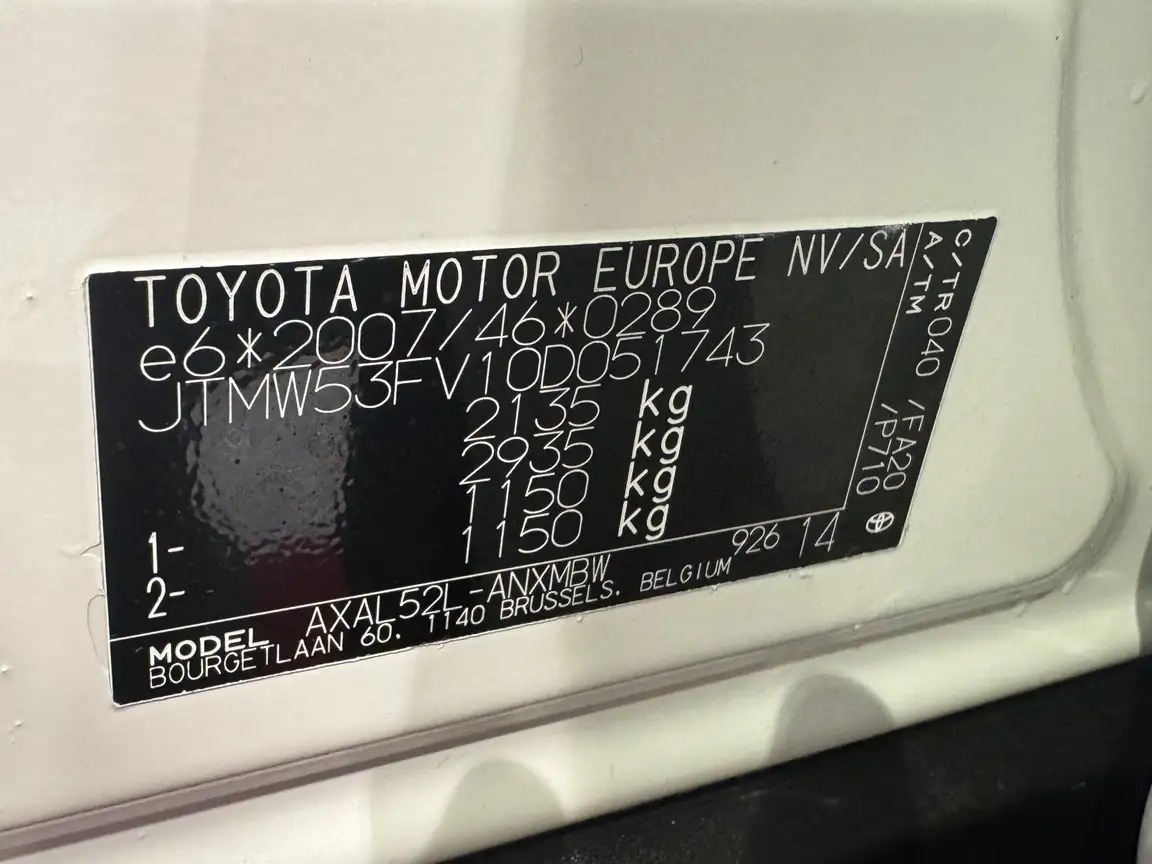 TOYOTA MOTOR EUROPE NV/SA
e6*2007/46*0289
JTMW53FV10D051743
2135 kg
2935 kg
1- 1150 kg
2- 1150 kg
MODEL AXAL52L-ANXMBW 926 14
BOURGETLAAN 60. 1140 BRUSSELS. BELGIUM
C/TR 040 /FA20
A/TM /P710